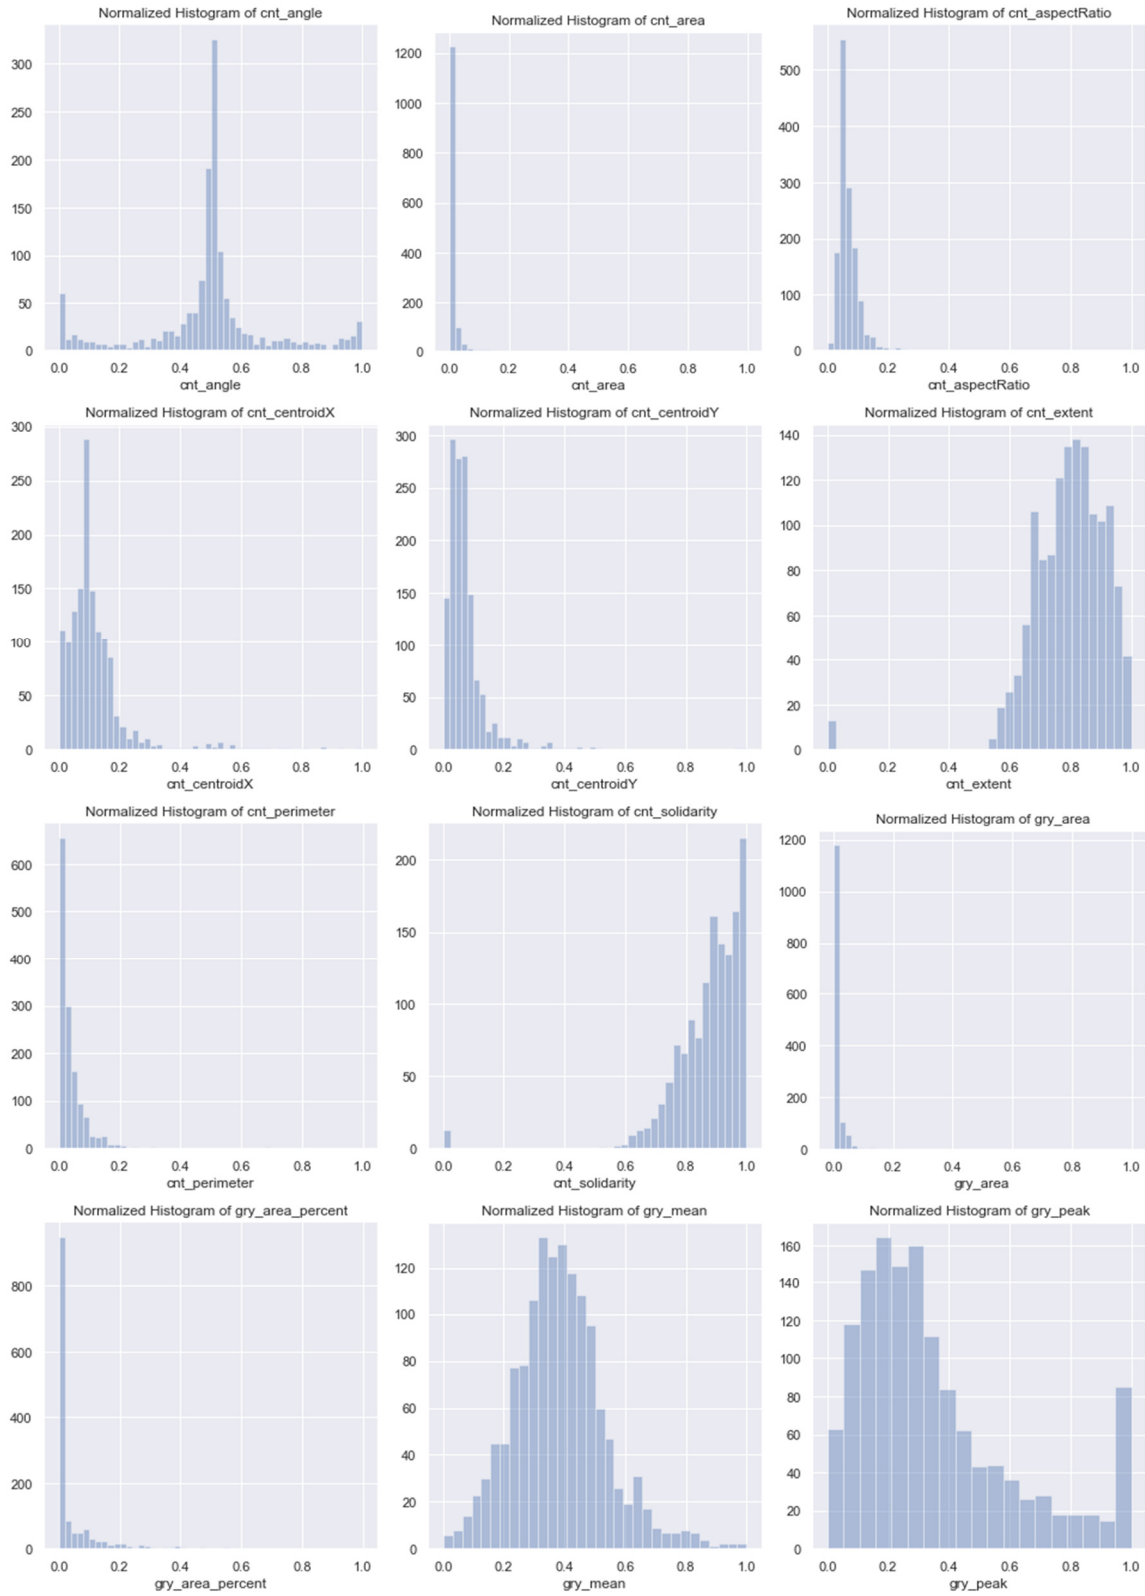 Normalized Histogram of cnt_angle
300
250
200
150
100
50
0
0.0 0.2 0.4 0.6 0.8 1.0
cnt_angle
Normalized Histogram of cnt_area
1200
1000
800
600
400
200
0
0.0 0.2 0.4 0.6 0.8 1.0
cnt_area
Normalized Histogram of cnt_aspectRatio
500
400
300
200
100
0
0.0 0.2 0.4 0.6 0.8 1.0
cnt_aspectRatio
Normalized Histogram of cnt_centroidX
300
250
200
150
100
50
0
0.0 0.2 0.4 0.6 0.8 1.0
cnt_centroidX
Normalized Histogram of cnt_centroidY
300
250
200
150
100
50
0
0.0 0.2 0.4 0.6 0.8 1.0
cnt_centroidY
Normalized Histogram of cnt_extent
140
120
100
80
60
40
20
0
0.0 0.2 0.4 0.6 0.8 1.0
cnt_extent
Normalized Histogram of cnt_perimeter
600
500
400
300
200
100
0
0.0 0.2 0.4 0.6 0.8 1.0
cnt_perimeter
Normalized Histogram of cnt_solidarity
200
150
100
50
0
0.0 0.2 0.4 0.6 0.8 1.0
cnt_solidarity
Normalized Histogram of gry_area
1200
1000
800
600
400
200
0
0.0 0.2 0.4 0.6 0.8 1.0
gry_area
Normalized Histogram of gry_area_percent
800
600
400
200
0
0.0 0.2 0.4 0.6 0.8 1.0
gry_area_percent
Normalized Histogram of gry_mean
120
100
80
60
40
20
0
0.0 0.2 0.4 0.6 0.8 1.0
gry_mean
Normalized Histogram of gry_peak
160
140
120
100
80
60
40
20
0
0.0 0.2 0.4 0.6 0.8 1.0
gry_peak